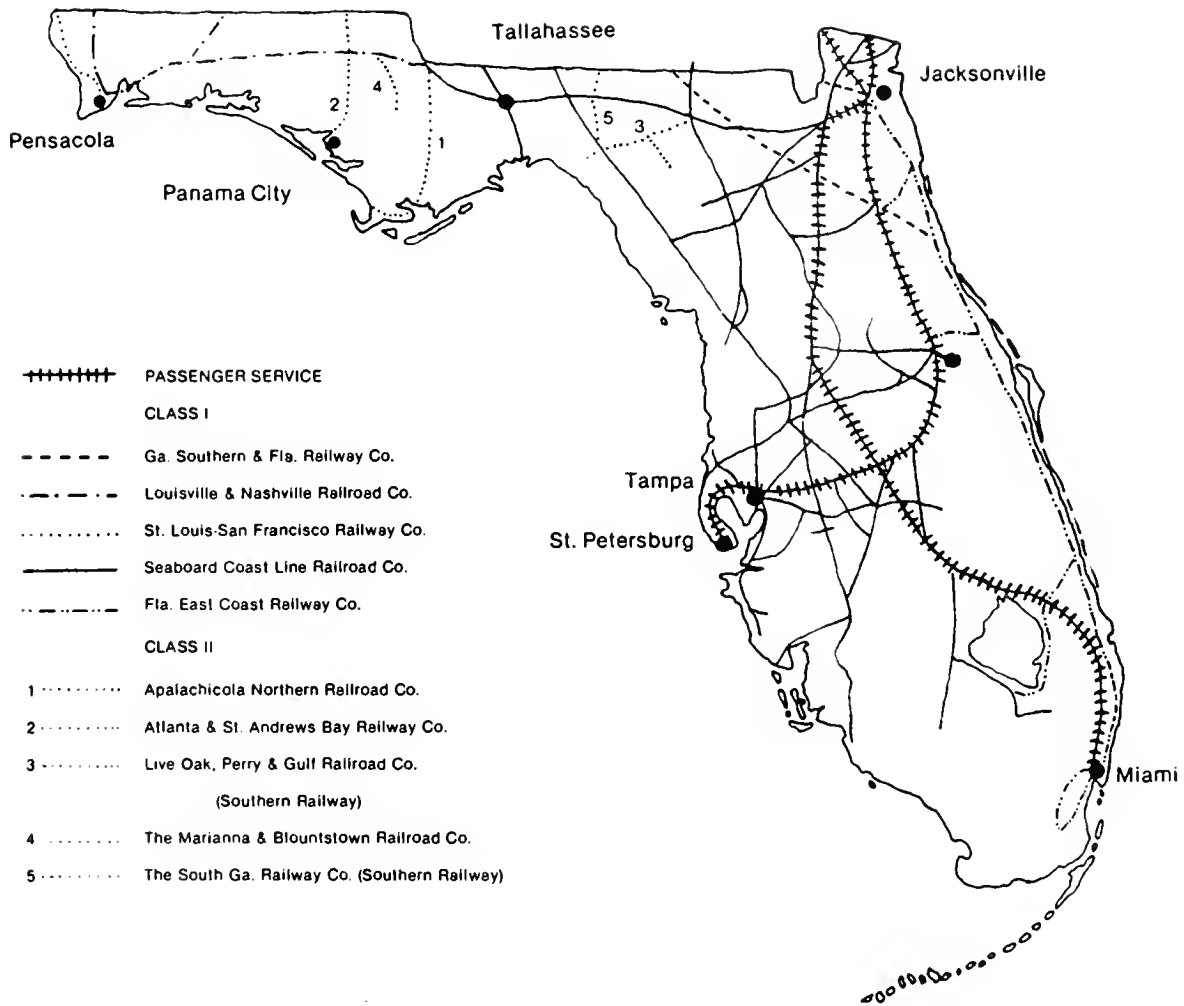 Tallahassee
Jacksonville
2
4
5
3
1
Pensacola
Panama City
PASSENGER SERVICE
CLASS I
Ga. Southern & Fla. Railway Co.
Louisville & Nashville Railroad Co.
St. Louis-San Francisco Railway Co.
Seaboard Coast Line Railroad Co.
Fla. East Coast Railway Co.
CLASS II
1 Apalachicola Northern Railroad Co.
2 Atlanta & St. Andrews Bay Railway Co.
3 Live Oak, Perry & Gulf Railroad Co.
(Southern Railway)
4 The Marianna & Blountstown Railroad Co.
5 The South Ga. Railway Co. (Southern Railway)
Tampa
St. Petersburg
Miami